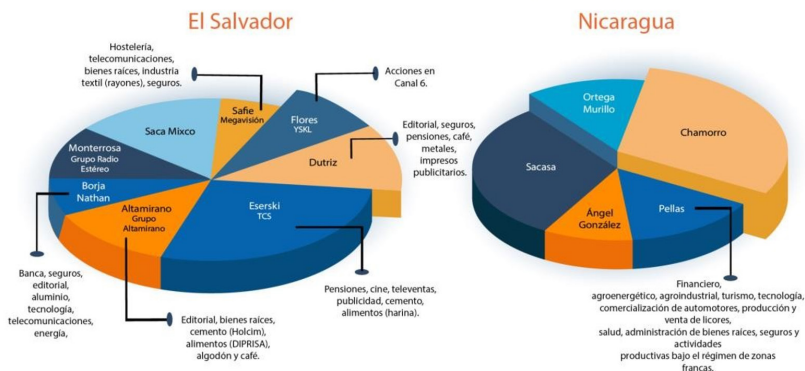 El Salvador
Hostelería,
telecomunicaciones,
bienes raíces, industria
textil (rayones), seguros.
Acciones en
Canal 6.
Safie
Megavisión
Flores
YSKL
Saca Mixco
Dutriz
Editorial, seguros,
pensiones, café,
metales,
impresos
publicitarios.
Monterrosa
Grupo Radio
Estéreo
Borja
Nathan
Altamirano
Grupo
Altamirano
Eserski
TCS
Banca, seguros,
editorial,
aluminio,
tecnología,
telecomunicaciones,
energía,
Editorial, bienes raíces,
cemento (Holcim),
alimentos (DIPRISA),
algodón y café.
Pensiones, cine, televentas,
publicidad, cemento,
alimentos (harina).
Nicaragua
Ortega
Murillo
Chamorro
Sacasa
Ángel
González
Pellas
Financiero,
agroenergético, agroindustrial, turismo, tecnología,
comercialización de automotores, producción y
venta de licores,
salud, administración de bienes raíces, seguros y
actividades
productivas bajo el régimen de zonas
francas.